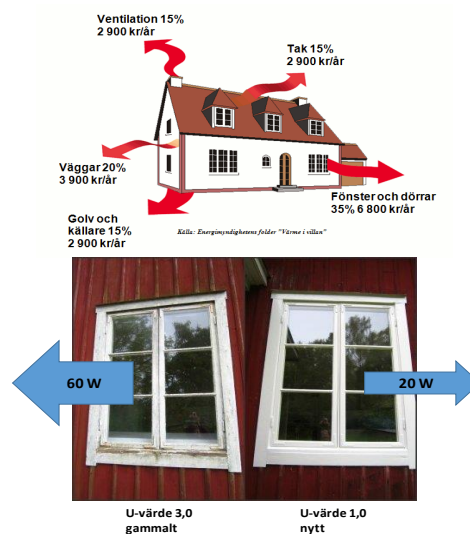 Ventilation 15%
2 900 kr/år
Tak 15%
2 900 kr/år
Väggar 20%
3 900 kr/år
Fönster och dörrar
35% 6 800 kr/år
Golv och
källare 15%
2 900 kr/år
Källa: Energimyndighetens folder "Värme i villan"
60 W
20 W
U-värde 3,0
gammalt
U-värde 1,0
nytt